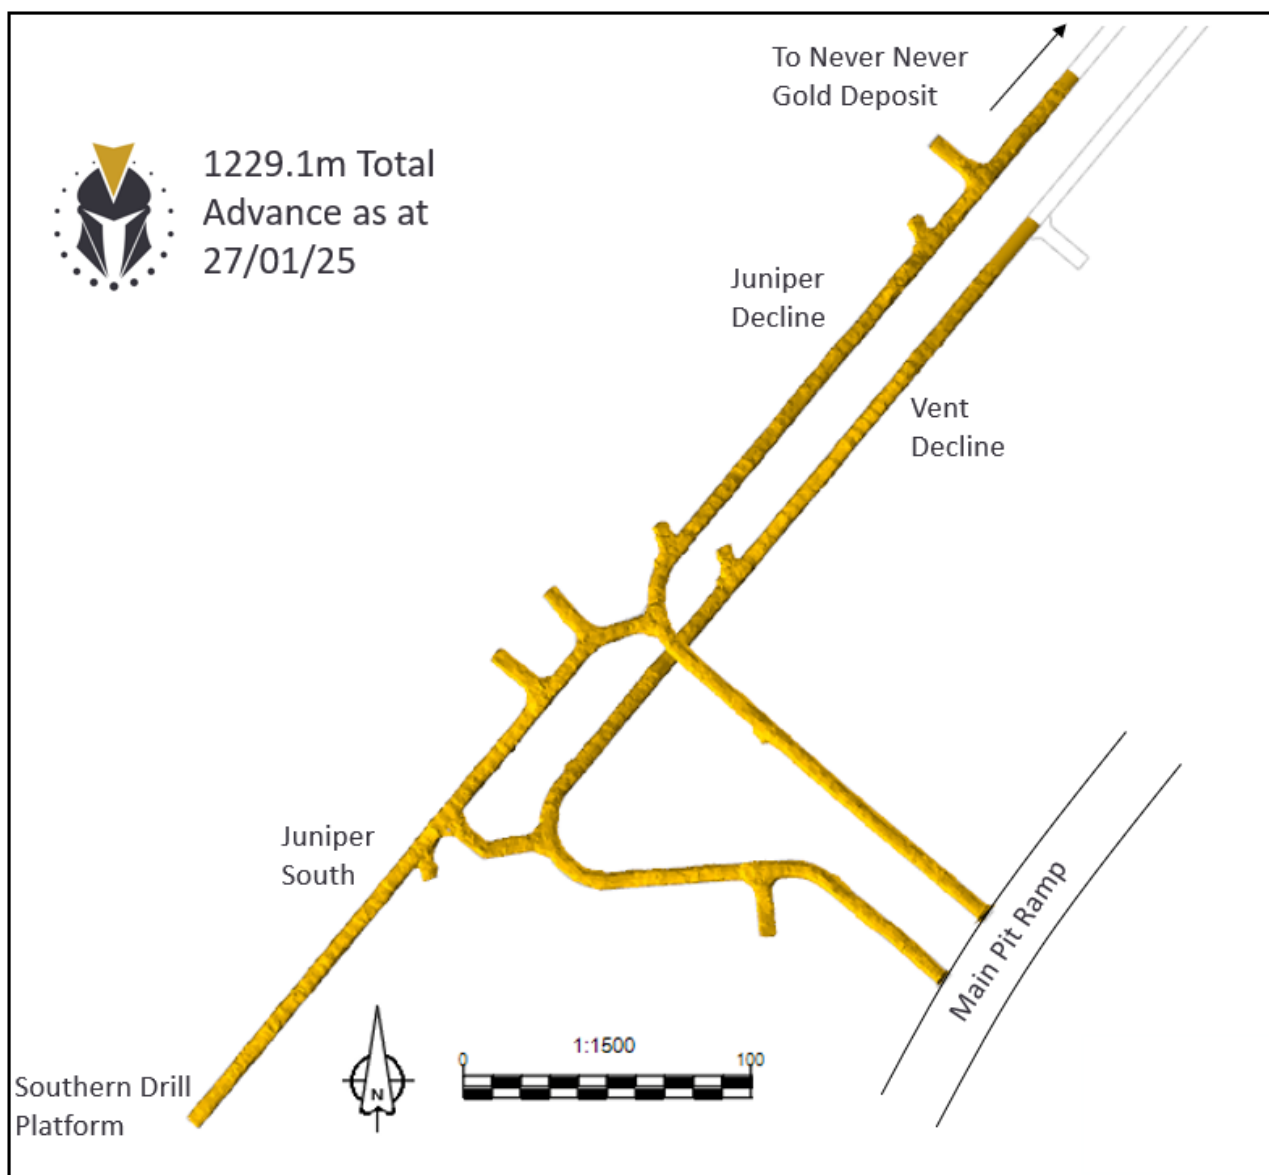 To Never Never
Gold Deposit
1229.1m Total
Advance as at
27/01/25
Juniper
Decline
Vent
Decline
Juniper
South
Main Pit Ramp
1:1500
0
100
N
Southern Drill
Platform